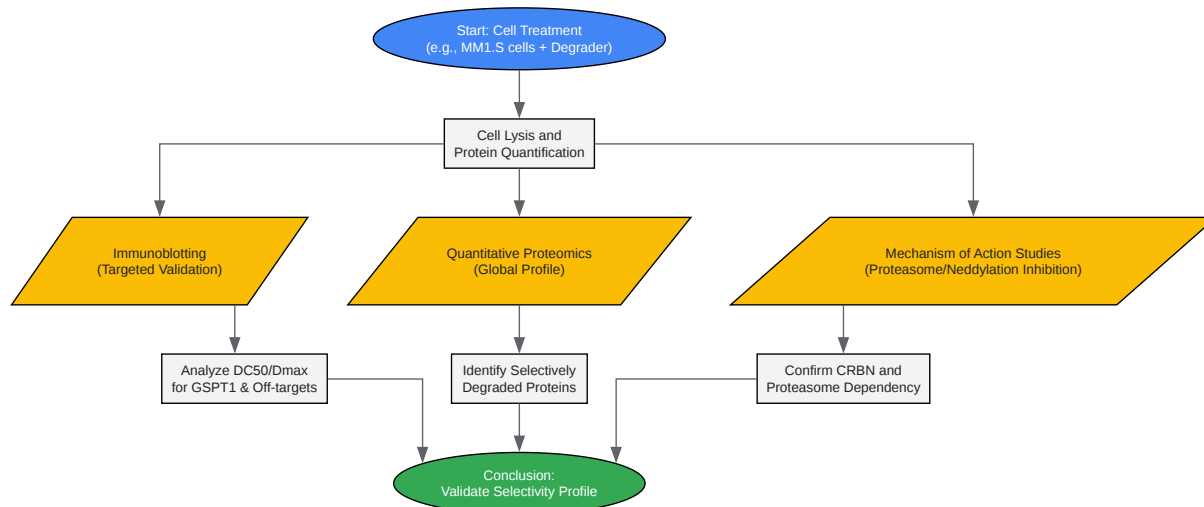 Start: Cell Treatment
(e.g., MM1.S cells + Degrader)
Cell Lysis and
Protein Quantification
Immunoblotting
(Targeted Validation)
Quantitative Proteomics
(Global Profile)
Mechanism of Action Studies
(Proteasome/Neddylation Inhibition)
Analyze DC50/Dmax
for GSPT1 & Off-targets
Identify Selectively
Degraded Proteins
Confirm CRBN and
Proteasome Dependency
Conclusion:
Validate Selectivity Profile